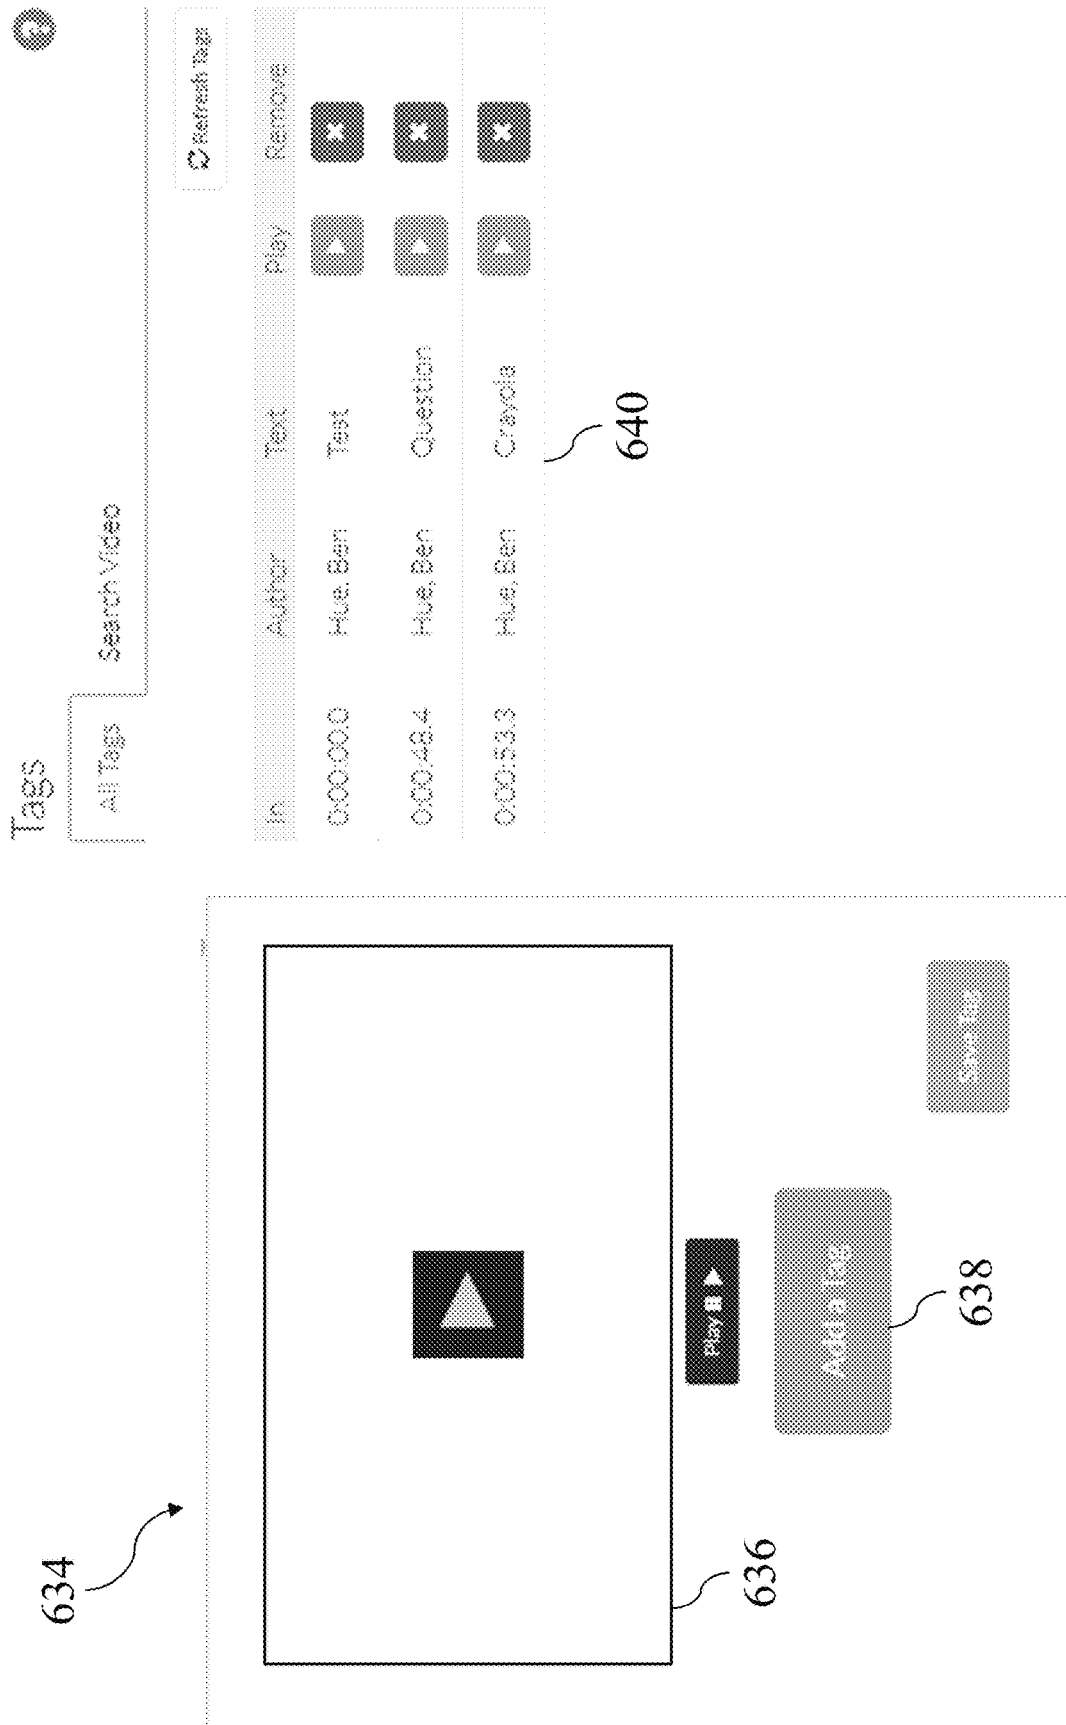 634
636
Play
Add a Tag
638
Save Tag
Tags
All Tags Search Video
Refresh Tags
In Author Text Play Remove
0:00:00.0 Hue, Ben Test
0:00:48.4 Hue, Ben Question
0:00:53.3 Hue, Ben Crayola
640